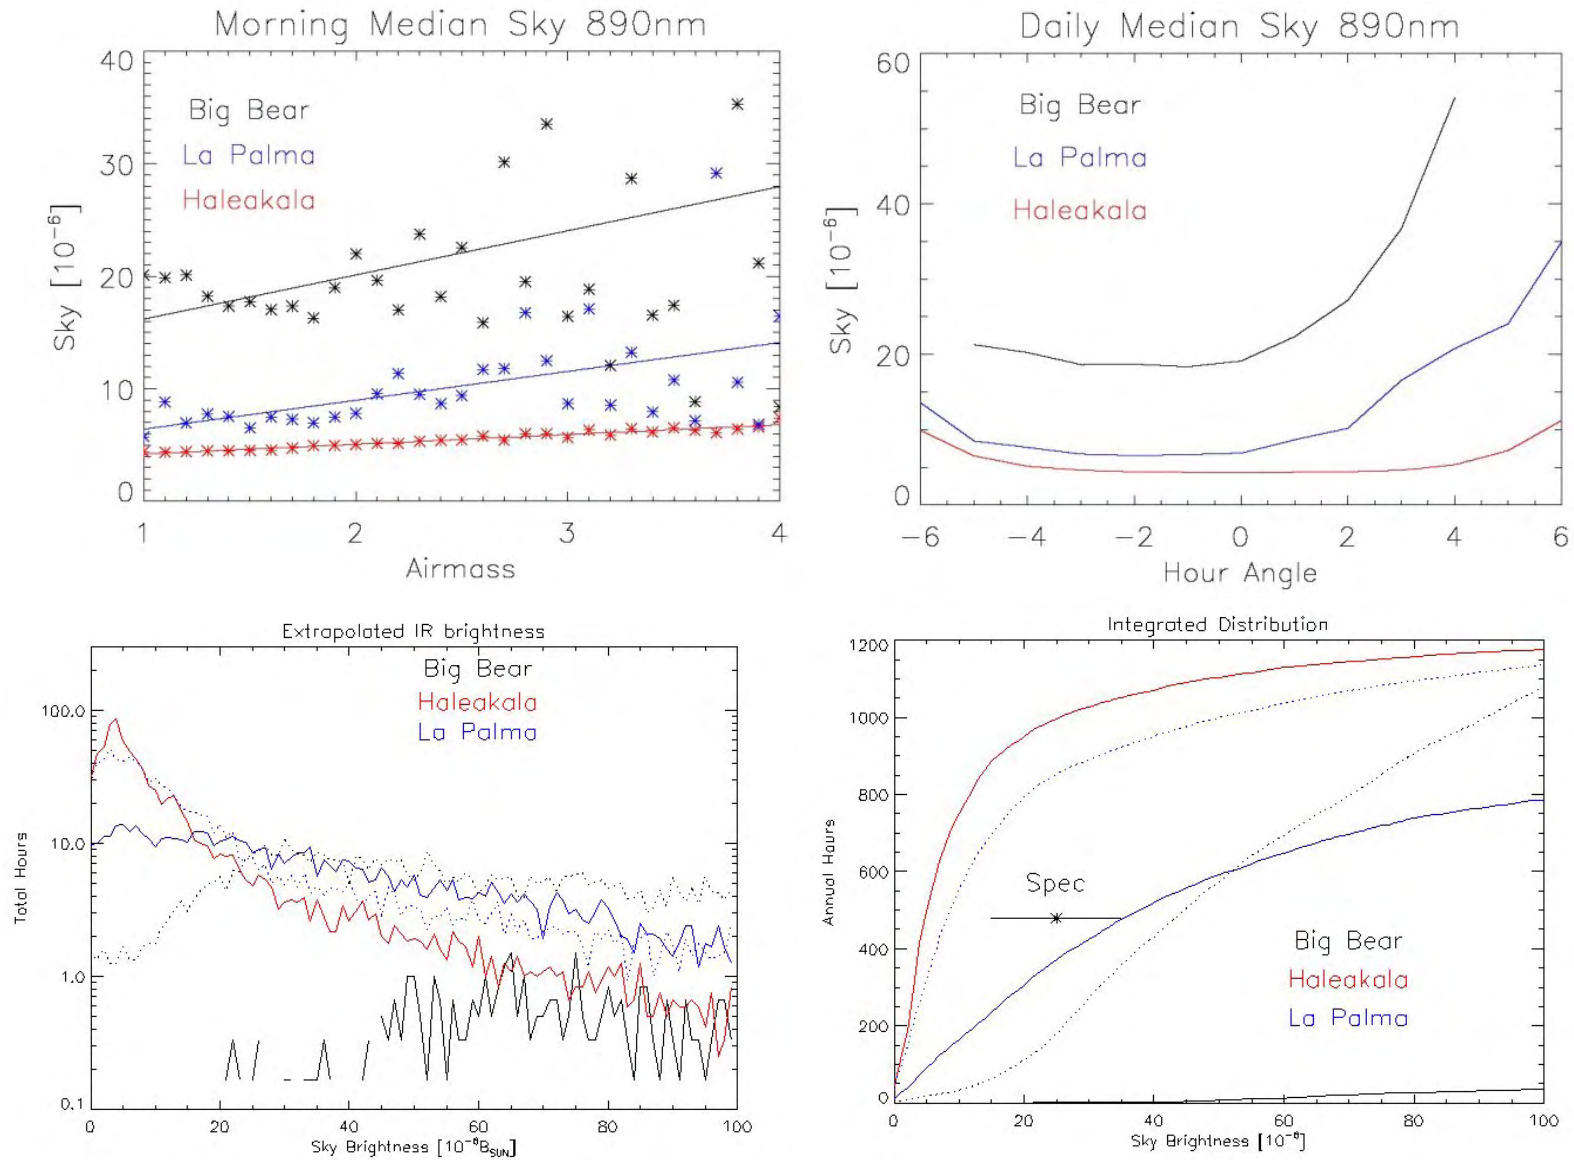 Morning Median Sky 890nm
Sky [10⁻⁶]
40
30
20
10
0
Big Bear
La Palma
Haleakala
1 2 3 4
Airmass
Daily Median Sky 890nm
Sky [10⁻⁶]
60
40
20
0
Big Bear
La Palma
Haleakala
−6 −4 −2 0 2 4 6
Hour Angle
Extrapolated IR brightness
Total Hours
100.0
10.0
1.0
0.1
Big Bear
Haleakala
La Palma
0 20 40 60 80 100
Sky Brightness [10⁻⁶B_SUN]
Integrated Distribution
Annual Hours
1200
1000
800
600
400
200
0
Spec
Big Bear
Haleakala
La Palma
0 20 40 60 80 100
Sky Brightness [10⁻⁶]